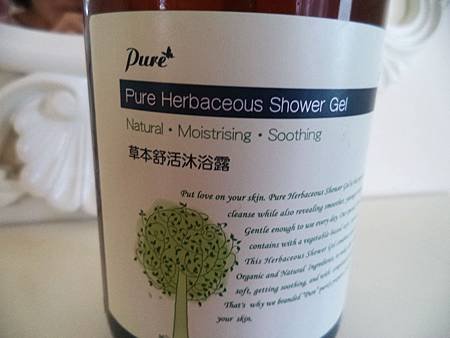 Pure
Pure Herbaceous Shower Gel
Natural • Moistrising • Soothing
草本舒活沐浴露
Put love on your skin. Pure Herbaceous Shower Gel is
cleanse while also revealing smoother,
Gentle enough to use every day. Our
contains with a vegetable-based
This Herbaceous Shower Gel
Organic and Natural Ingredients,
soft, getting soothing, and
That's why we branded "Pure"
your skin.